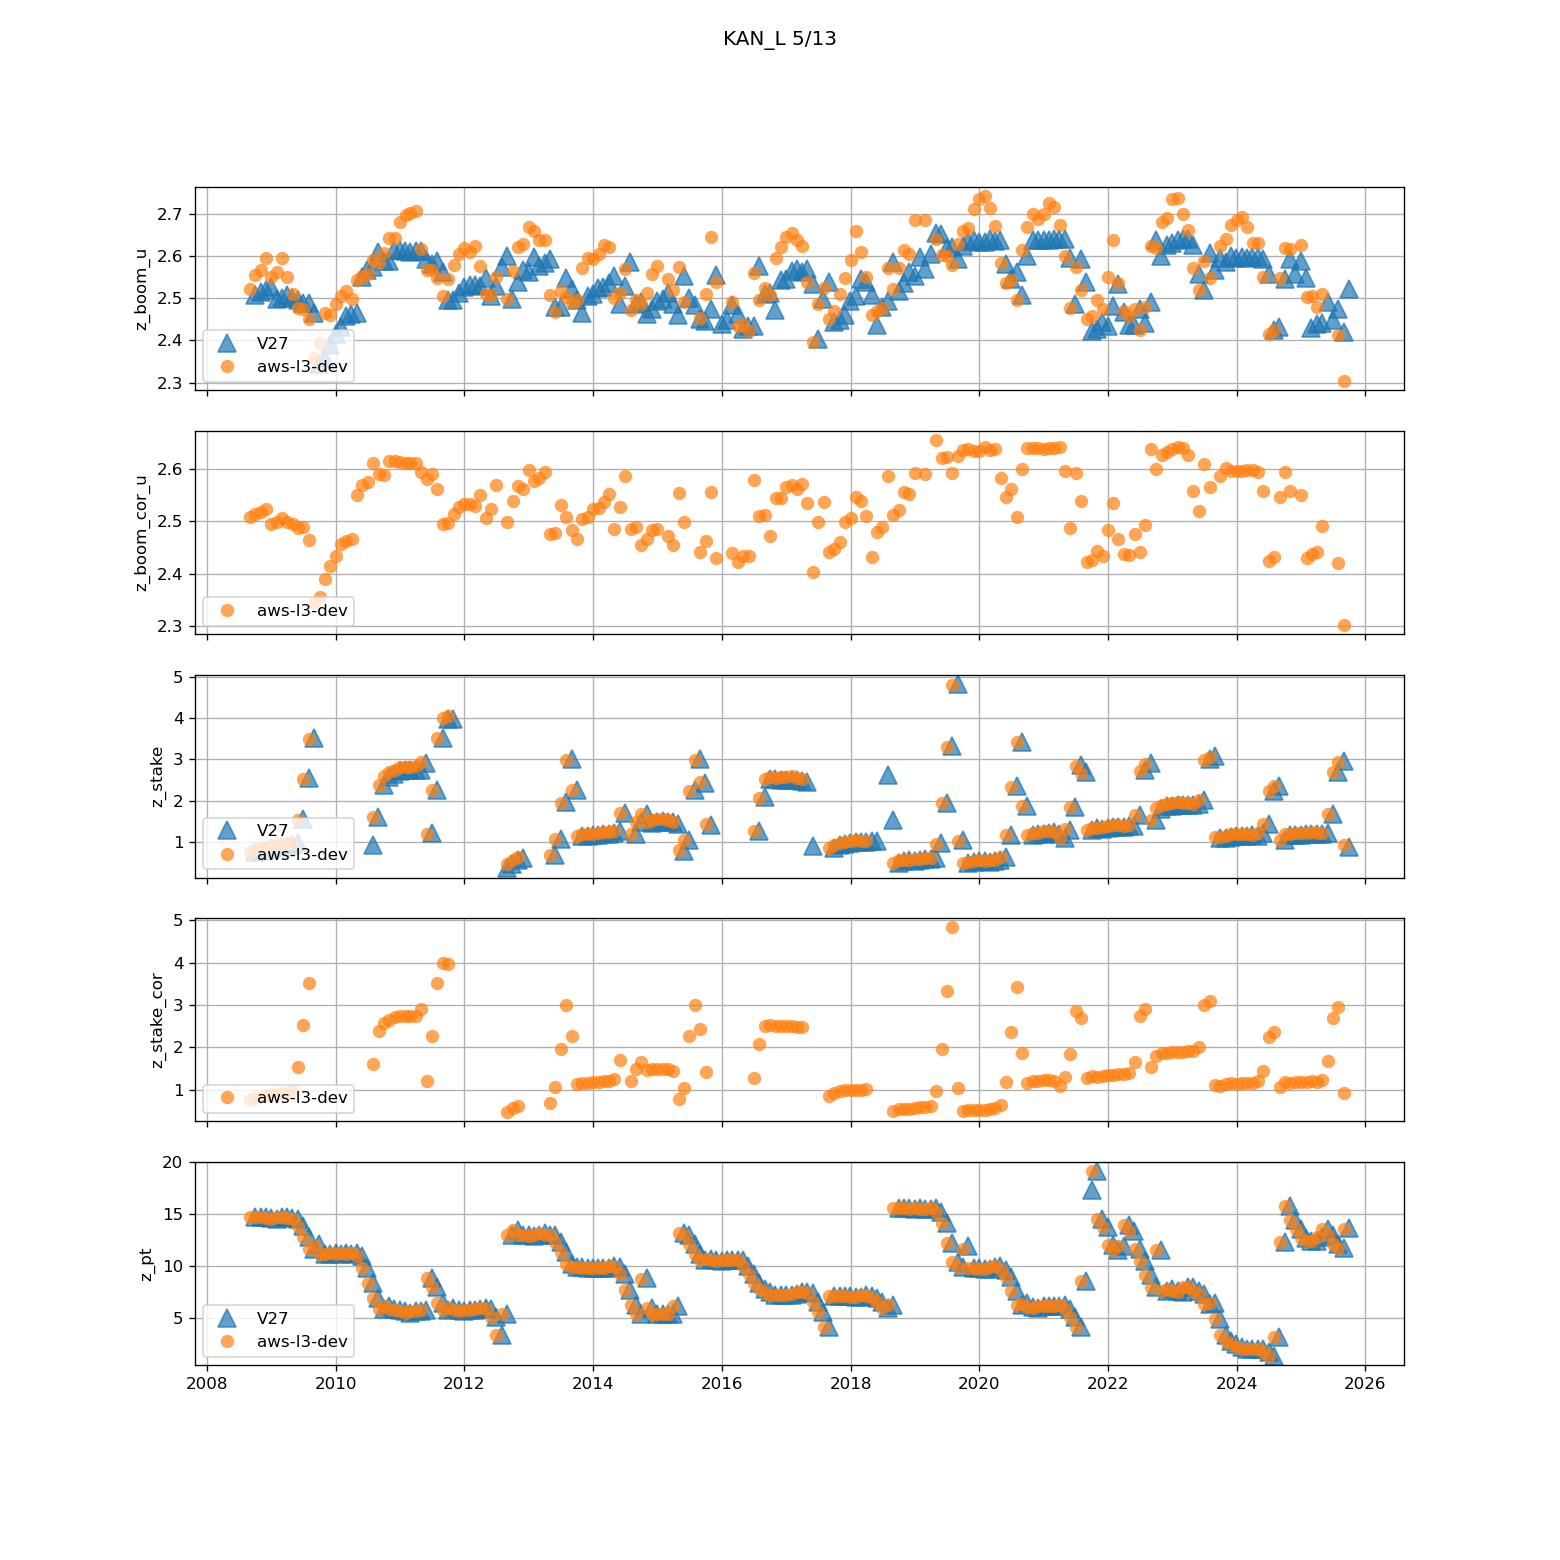 KAN_L 5/13
2.7
2.6
2.5
2.4
2.3
z_boom_u
V27
aws-l3-dev
2.6
2.5
2.4
2.3
z_boom_cor_u
aws-l3-dev
5
4
3
2
1
z_stake
V27
aws-l3-dev
5
4
3
2
1
z_stake_cor
aws-l3-dev
20
15
10
5
z_pt
V27
aws-l3-dev
2008 2010 2012 2014 2016 2018 2020 2022 2024 2026